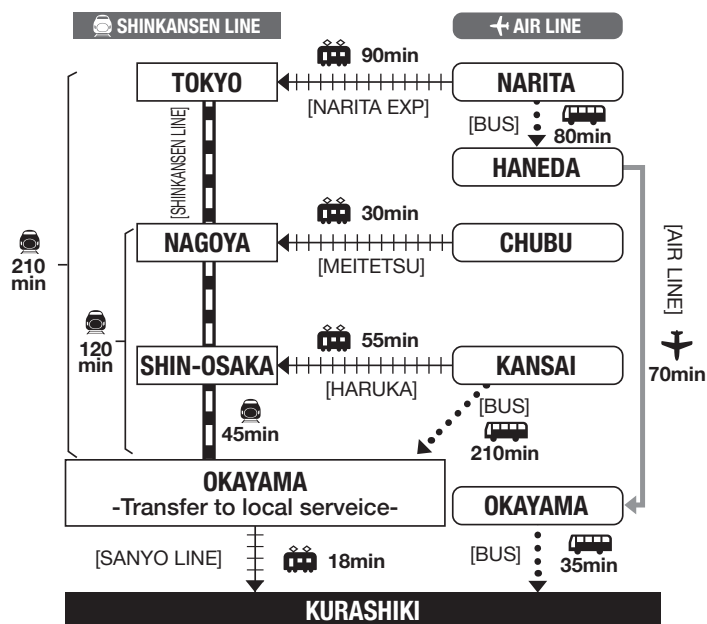 SHINKANSEN LINE
AIR LINE
90min
TOKYO
NARITA
[NARITA EXP]
[BUS]
80min
HANEDA
[SHINKANSEN LINE]
30min
NAGOYA
CHUBU
[MEITETSU]
[AIR LINE]
210
min
70min
120
min
55min
SHIN-OSAKA
KANSAI
[HARUKA]
[BUS]
45min
210min
OKAYAMA
-Transfer to local serveice-
OKAYAMA
[SANYO LINE]
18min
[BUS]
35min
KURASHIKI